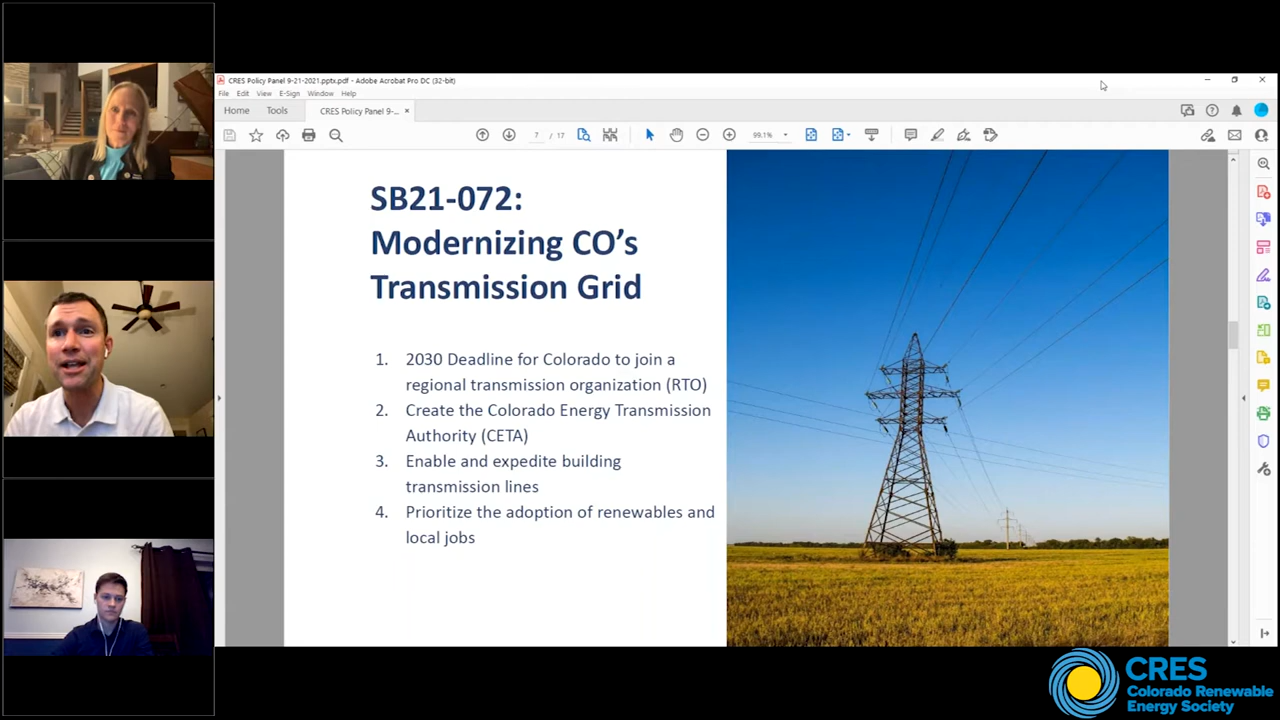 CRES Policy Panel 9-21-2021.pptx.pdf - Adobe Acrobat Pro DC (32-bit)
File Edit View E-Sign Window Help
Home Tools CRES Policy Panel 9-... ×
7 / 17 99.1%
SB21-072:
Modernizing CO’s
Transmission Grid
1. 2030 Deadline for Colorado to join a
regional transmission organization (RTO)
2. Create the Colorado Energy Transmission
Authority (CETA)
3. Enable and expedite building
transmission lines
4. Prioritize the adoption of renewables and
local jobs
CRES
Colorado Renewable
Energy Society